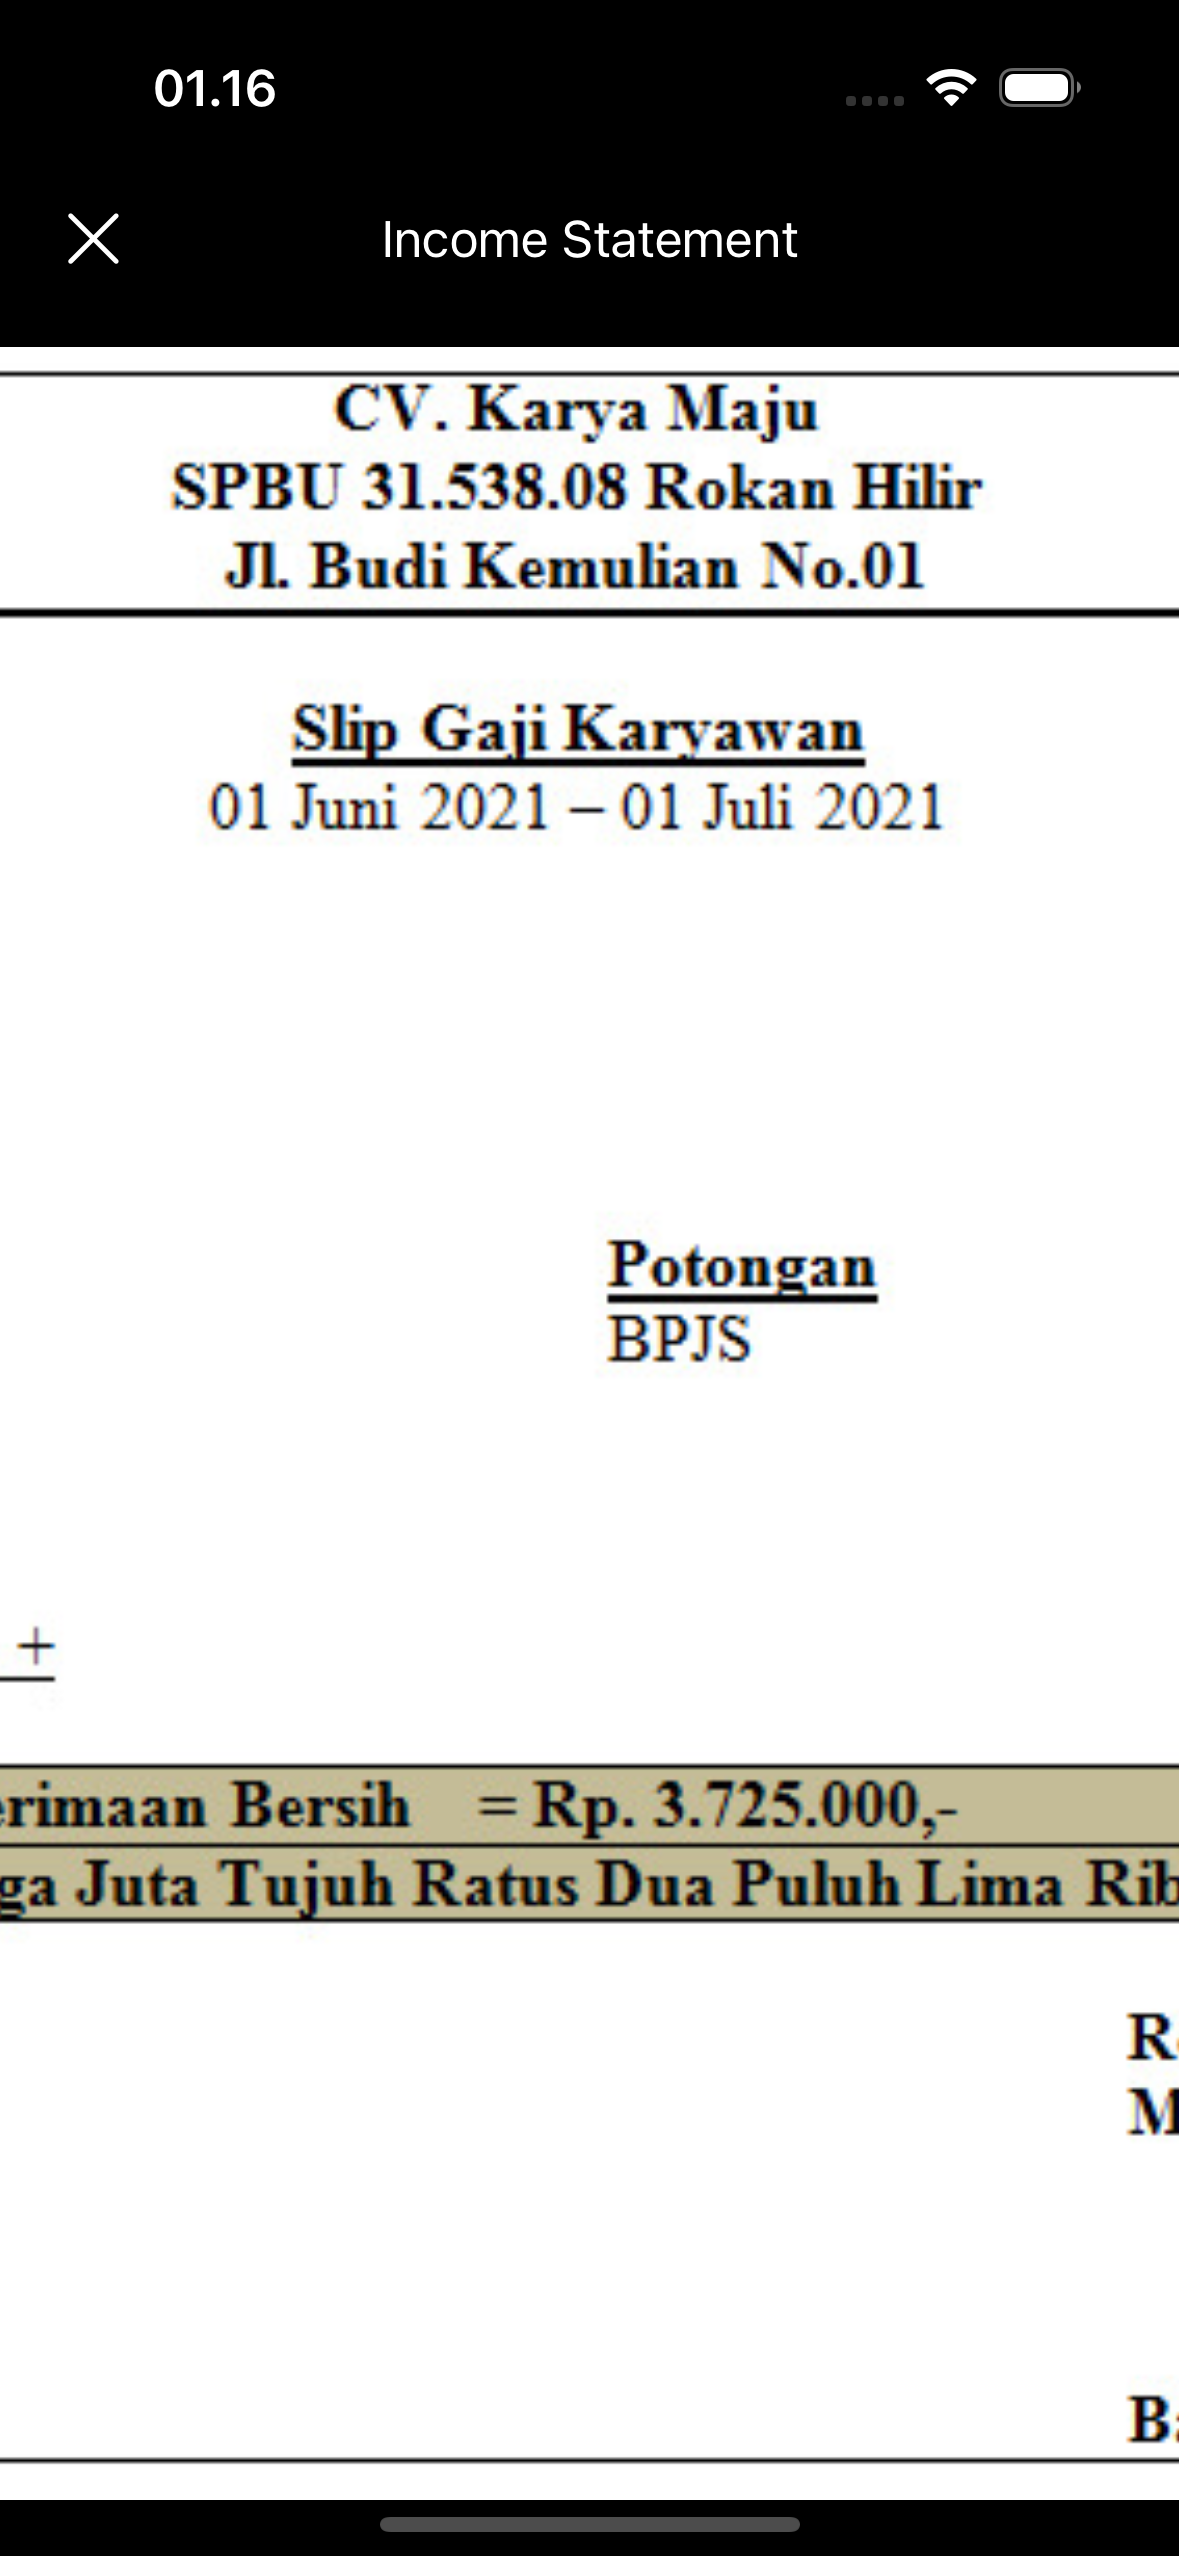 01.16
Income Statement
CV. Karya Maju
SPBU 31.538.08 Rokan Hilir
Jl. Budi Kemulian No.01
Slip Gaji Karyawan
01 Juni 2021 – 01 Juli 2021
Potongan
BPJS
+
erimaan Bersih = Rp. 3.725.000,-
ga Juta Tujuh Ratus Dua Puluh Lima Rib
R
M
Ba